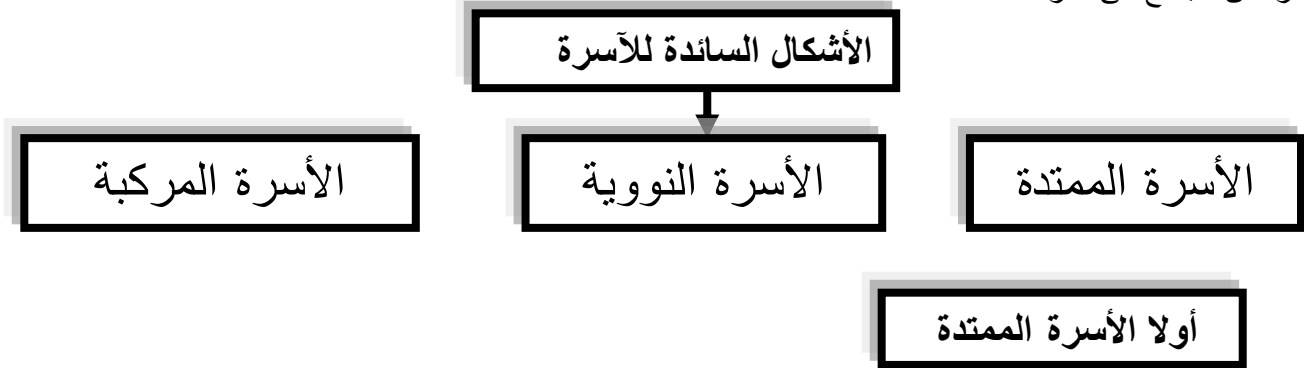 الأشكال السائدة للآسرة
الأسرة الممتدة
الأسرة النووية
الأسرة المركبة
أولا الأسرة الممتدة